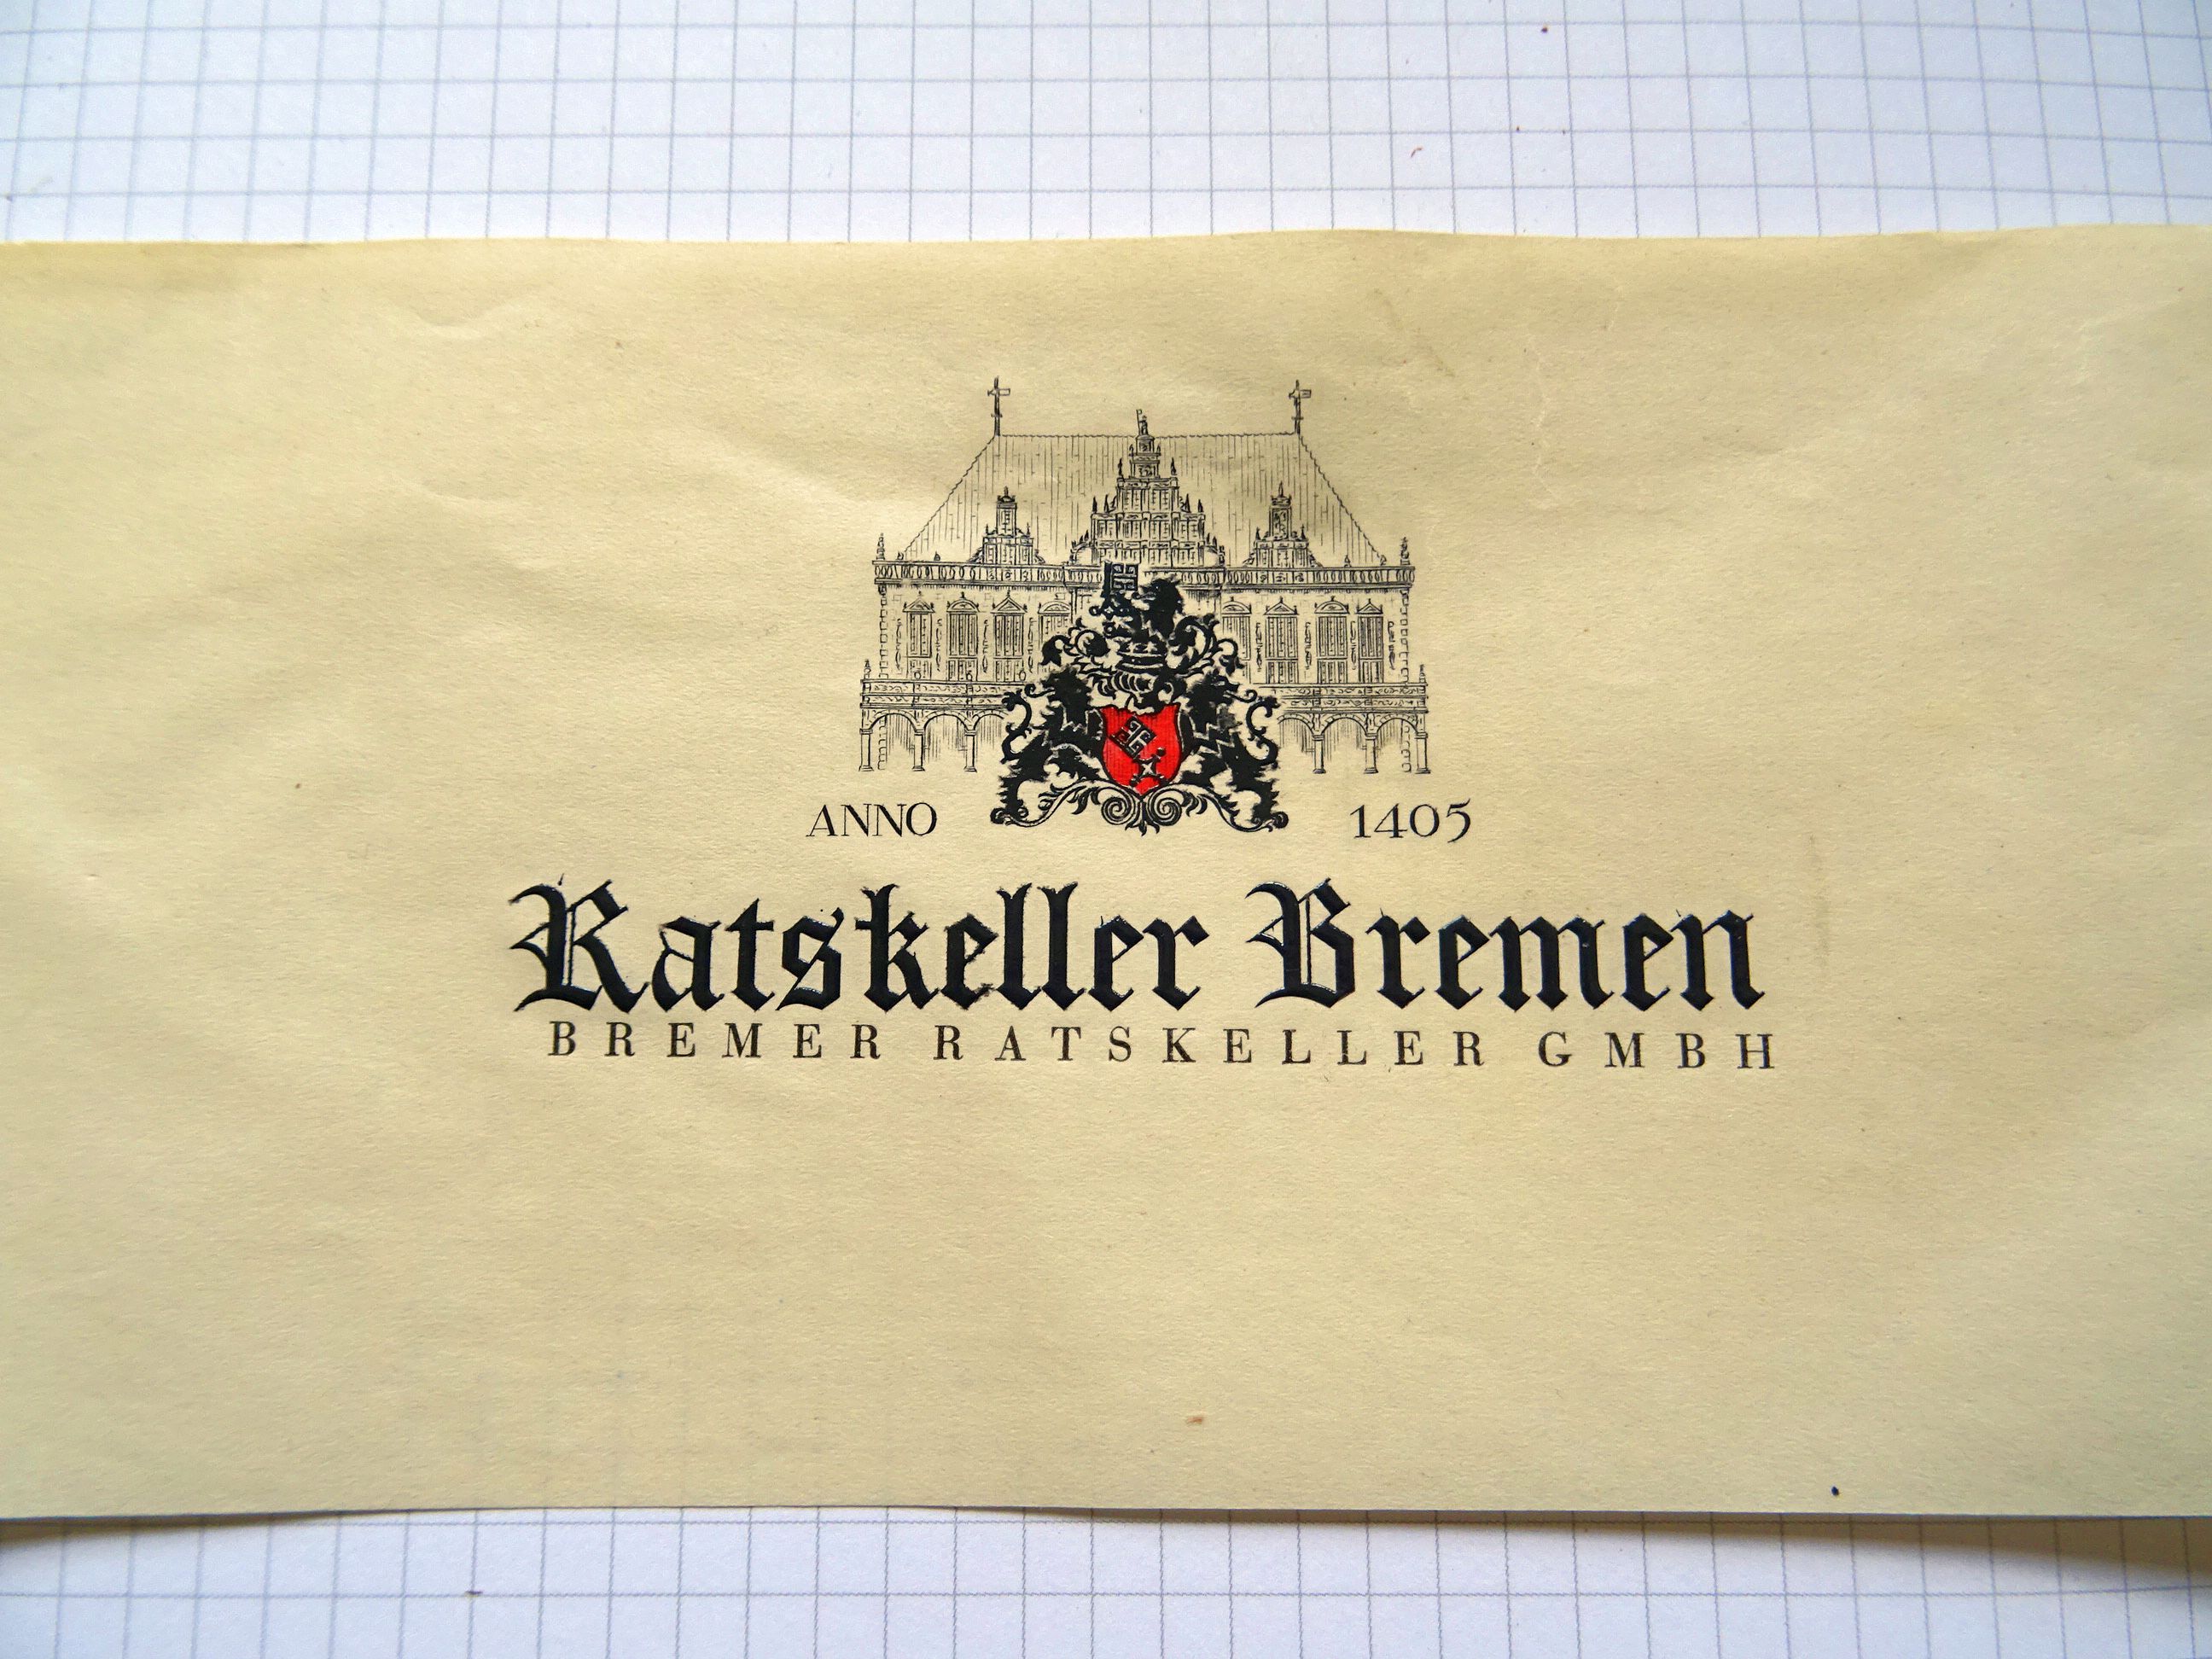 ANNO 1405
Ratskeller Bremen
BREMER RATSKELLER GMBH